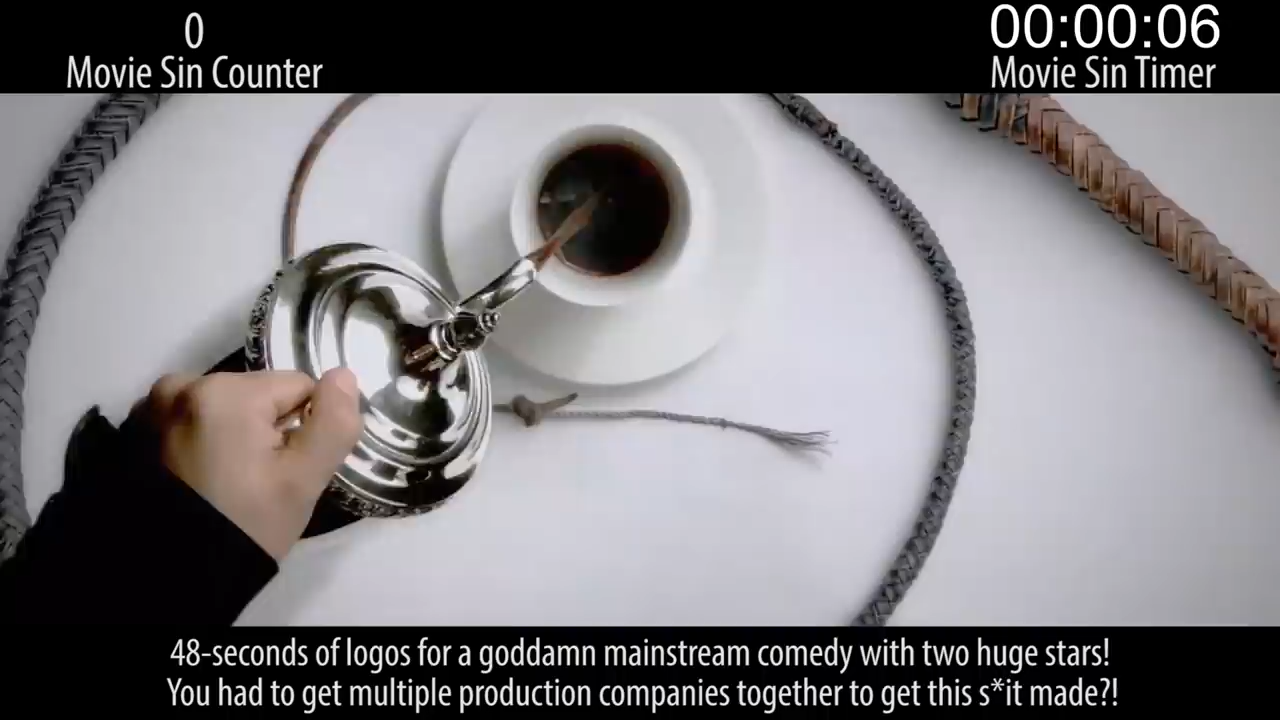 0
Movie Sin Counter
00:00:06
Movie Sin Timer
48-seconds of logos for a goddamn mainstream comedy with two huge stars!
You had to get multiple production companies together to get this s*it made?!